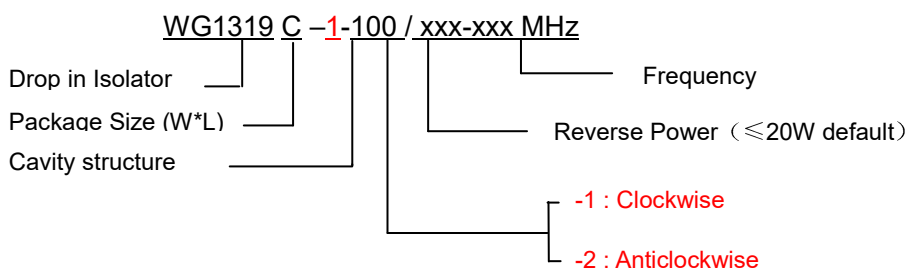 WG1319 C –1-100 / xxx-xxx MHz
Drop in Isolator
Frequency
Package Size (W*L)
Reverse Power（≤20W default）
Cavity structure
-1 : Clockwise
-2 : Anticlockwise